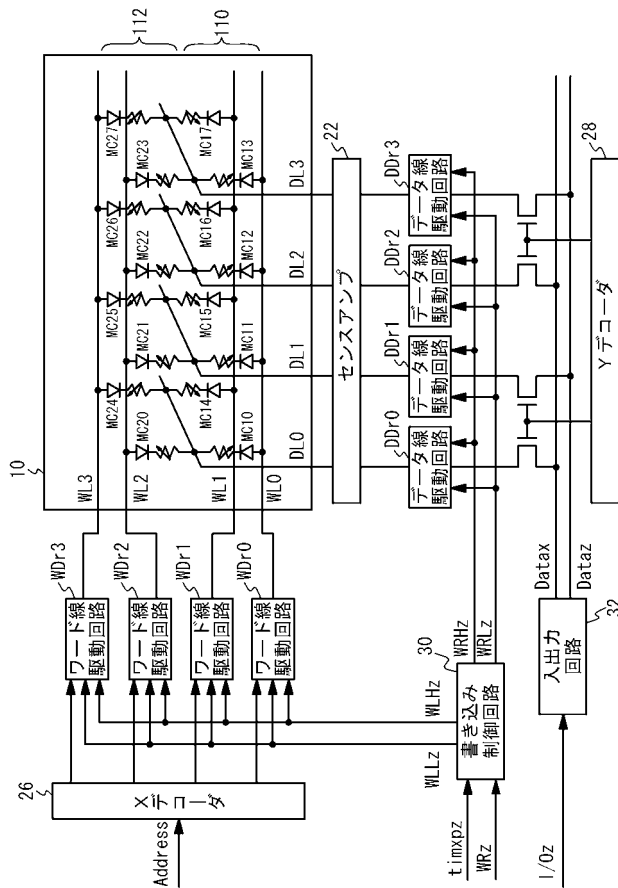 112
110
10
WL3
WL2
WL1
WL0
MC27
MC23
MC26
MC22
MC25
MC21
MC24
MC20
MC17
MC13
MC16
MC12
MC15
MC11
MC14
MC10
DL0
DL1
DL2
DL3
センスアンプ
22
WDr3
ワード線
駆動回路
WDr2
ワード線
駆動回路
WDr1
ワード線
駆動回路
WDr0
ワード線
駆動回路
26
Xデコーダ
Address
WLLz
WLHz
DDr0
データ線
駆動回路
DDr1
データ線
駆動回路
DDr2
データ線
駆動回路
DDr3
データ線
駆動回路
30
書き込み
制御回路
WRHz
WRLz
timxpz
WRz
Datax
Dataz
入出力
回路
32
I/Oz
Yデコーダ
28